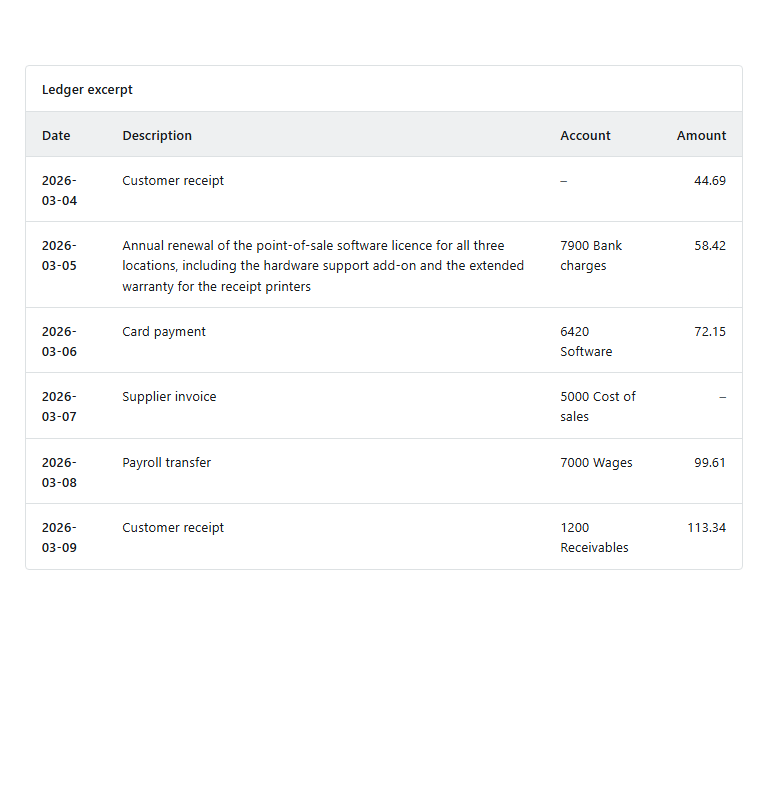 Ledger excerpt
Date Description Account Amount
2026-
03-04
Customer receipt
–
44.69
2026-
03-05
Annual renewal of the point-of-sale software licence for all three
locations, including the hardware support add-on and the extended
warranty for the receipt printers
7900 Bank
charges
58.42
2026-
03-06
Card payment
6420
Software
72.15
2026-
03-07
Supplier invoice
5000 Cost of
sales
–
2026-
03-08
Payroll transfer
7000 Wages
99.61
2026-
03-09
Customer receipt
1200
Receivables
113.34